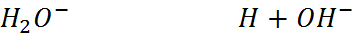 H₂O⁻ H + OH⁻